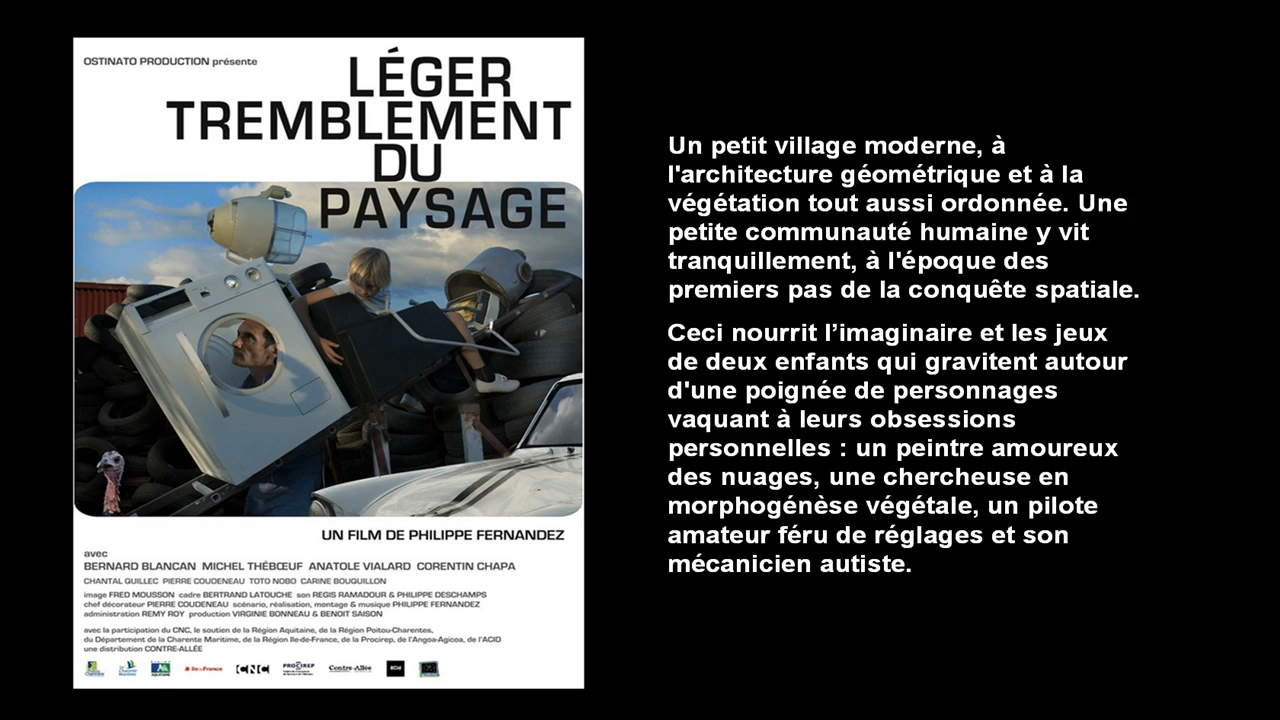 OSTINATO PRODUCTION présente
LÉGER
TREMBLEMENT
DU
PAYSAGE
UN FILM DE PHILIPPE FERNANDEZ
avec
BERNARD BLANCAN MICHEL THÉBŒUF ANATOLE VIALARD CORENTIN CHAPA
CHANTAL QUILLEC PIERRE COUDENEAU TOTO NOBO CARINE BOUQUILLON
image FRED MOUSSON cadre BERTRAND LATOUCHE son REGIS RAMADOUR & PHILIPPE DESCHAMPS
chef décorateur PIERRE COUDENEAU scénario, réalisation, montage & musique PHILIPPE FERNANDEZ
administration REMY ROY production VIRGINIE BONNEAU & BENOIT SAISON
avec la participation du CNC, le soutien de la Région Aquitaine, de la Région Poitou-Charentes,
du Département de la Charente Maritime, de la Région Ile-de-France, de la Procirep, de l'Angoa-Agicoa, de l'ACID
une distribution CONTRE-ALLÉE
île de France
CNC
PROCIREP
Contre-Allée
Un petit village moderne, à
l'architecture géométrique et à la
végétation tout aussi ordonnée. Une
petite communauté humaine y vit
tranquillement, à l'époque des
premiers pas de la conquête spatiale.
Ceci nourrit l’imaginaire et les jeux
de deux enfants qui gravitent autour
d'une poignée de personnages
vaquant à leurs obsessions
personnelles : un peintre amoureux
des nuages, une chercheuse en
morphogénèse végétale, un pilote
amateur féru de réglages et son
mécanicien autiste.